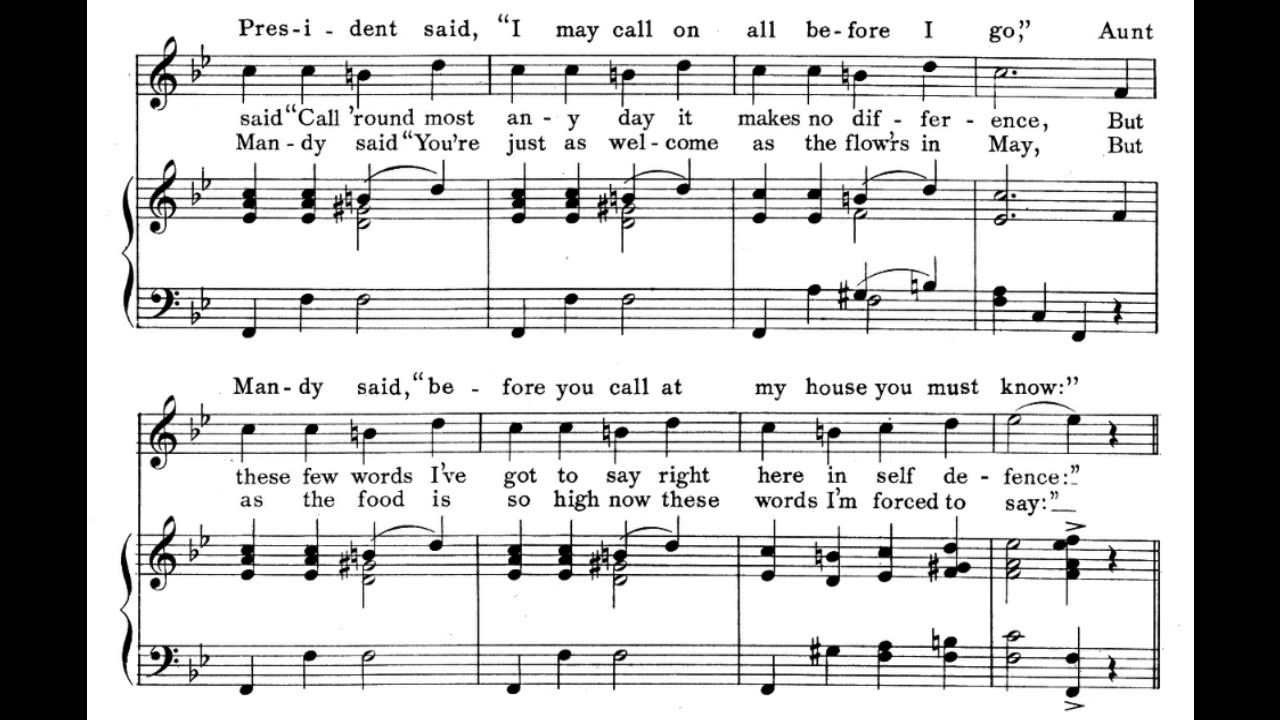 Pres-i-dent said, “I may call on all be-fore I go,” Aunt
said “Call ’round most an-y day it makes no dif-fer-ence, But
Man-dy said “You’re just as wel-come as the flow’rs in May, But
Man-dy said, “be-fore you call at my house you must know:”
these few words I’ve got to say right here in self de-fence:”
as the food is so high now these words I’m forced to say:”